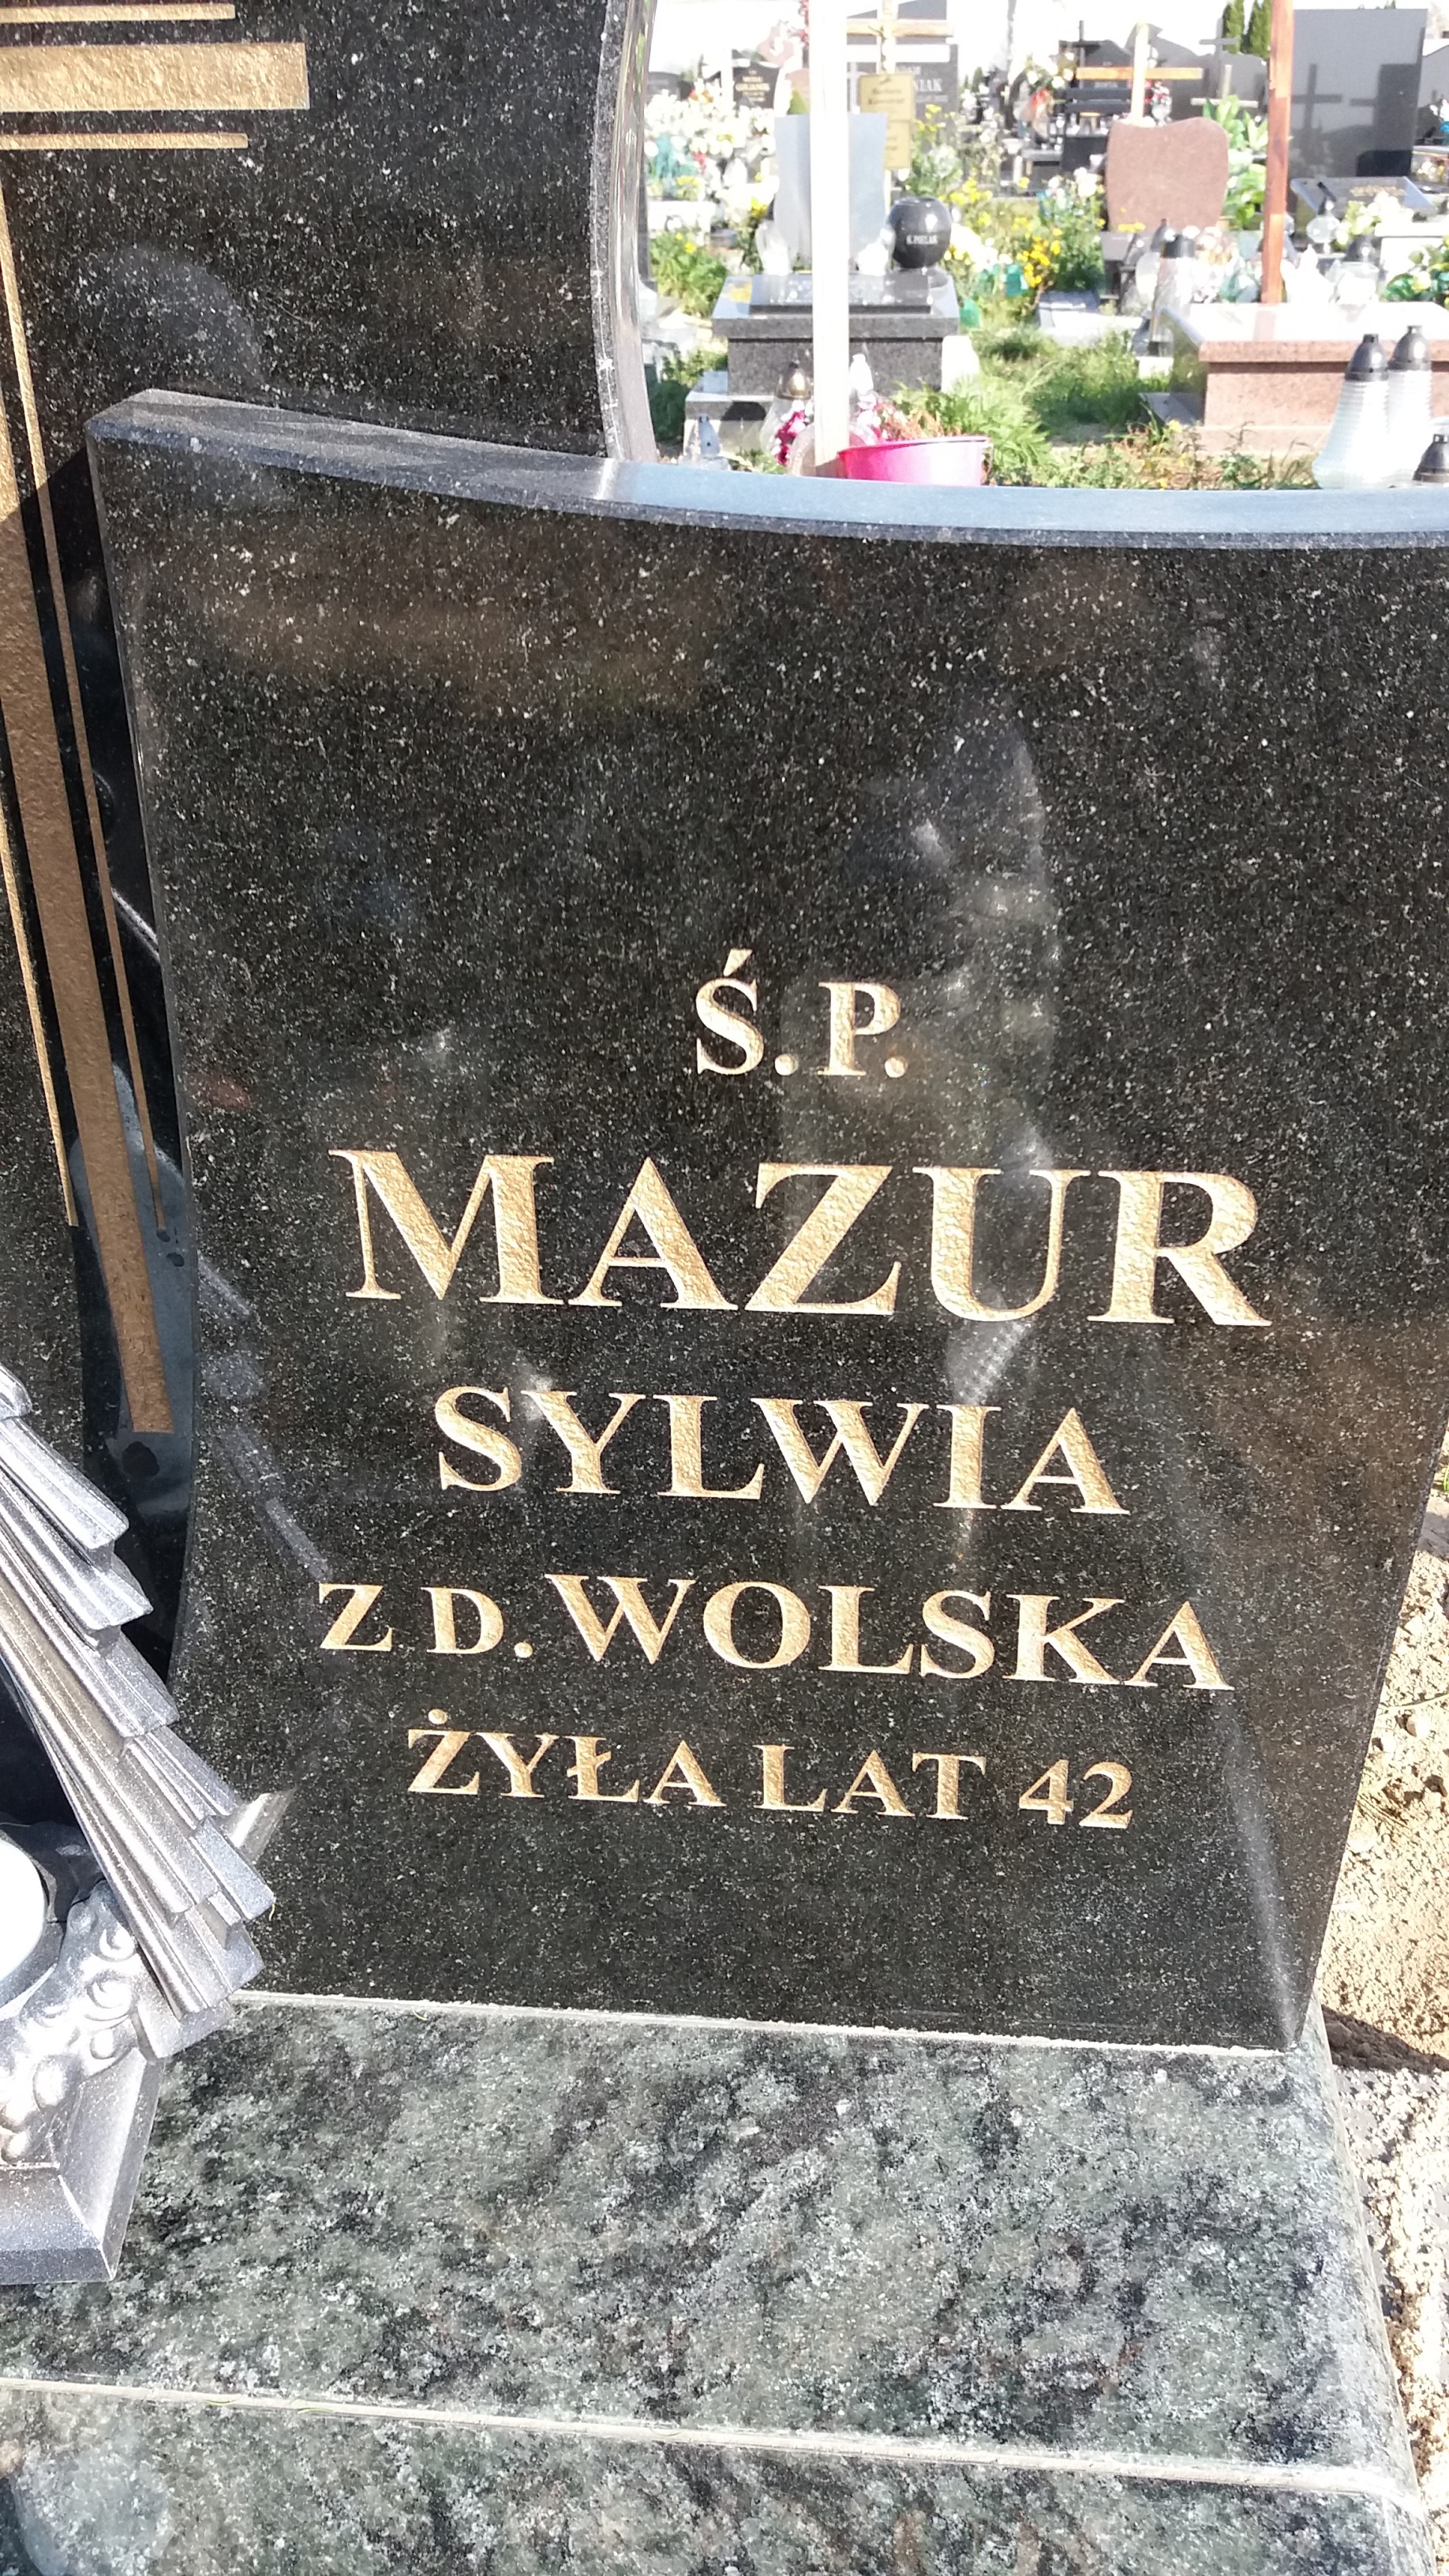 Ś.P.
MAZUR
SYLWIA
Z D. WOLSKA
ŻYŁA LAT 42